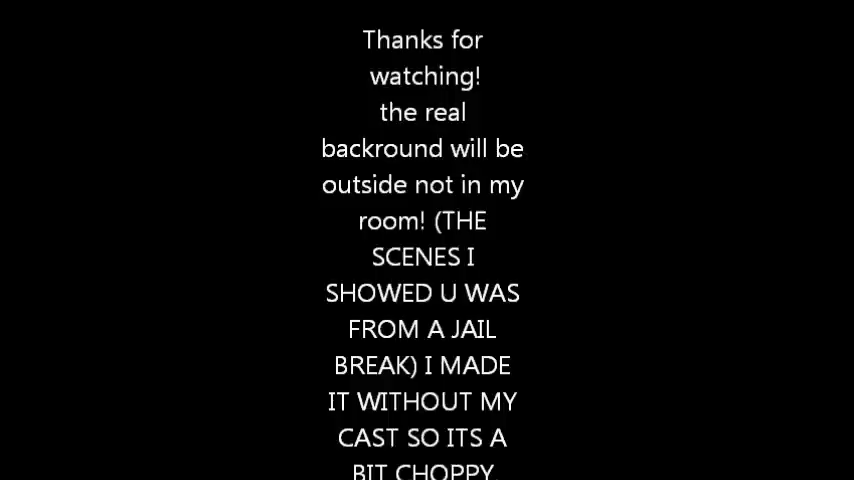 Thanks for
watching!
the real
backround will be
outside not in my
room! (THE
SCENES I
SHOWED U WAS
FROM A JAIL
BREAK) I MADE
IT WITHOUT MY
CAST SO ITS A
BIT CHOPPY.